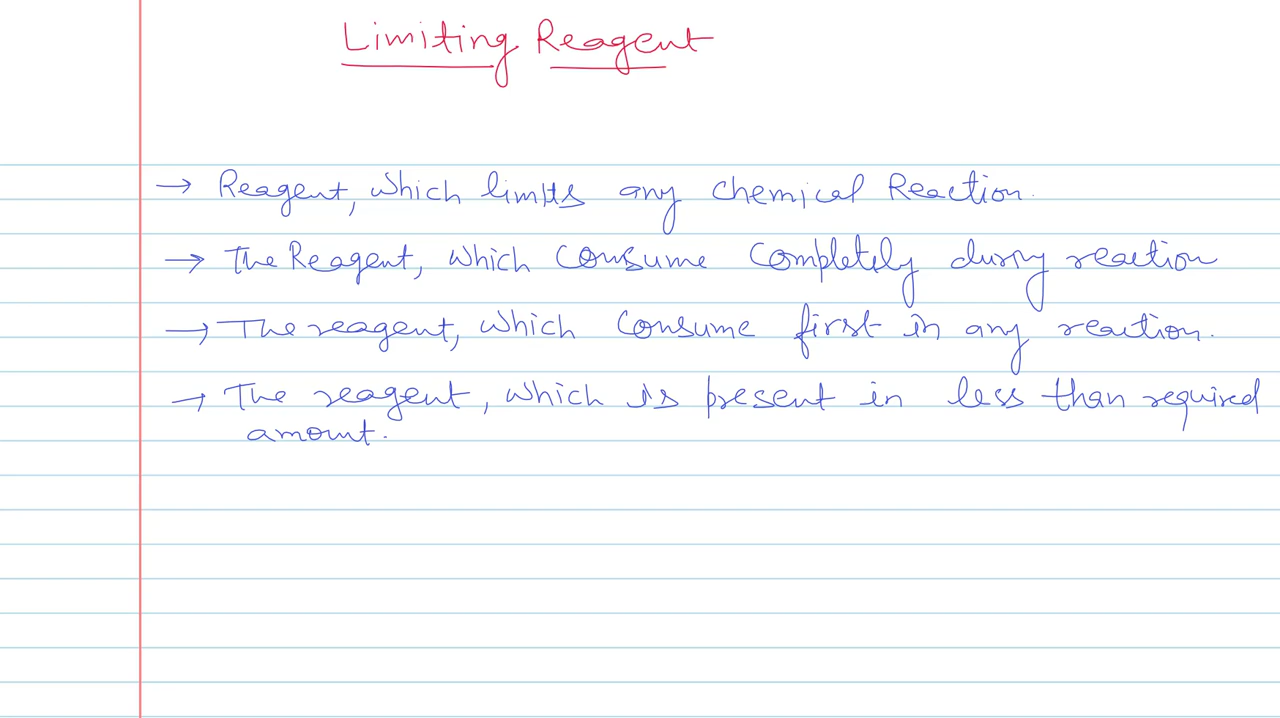 Limiting Reagent
→ Reagent, which limits any chemical Reaction.
→ The Reagent, which consume completely during reaction
→ The reagent, which consume first in any reaction.
→ The reagent, which is present in less than required
amount.